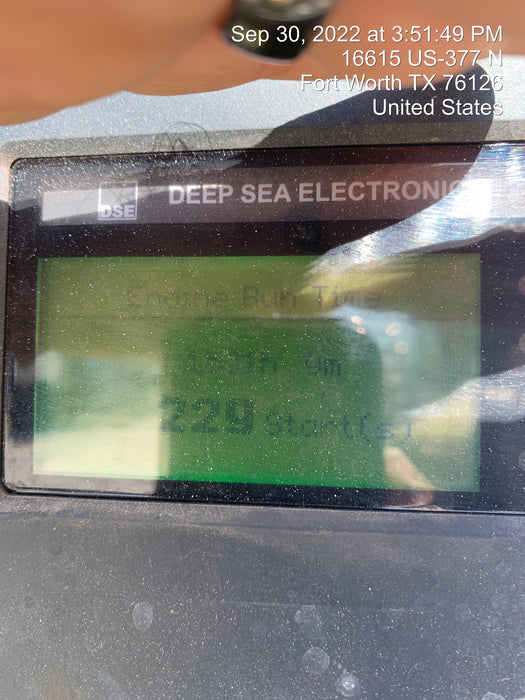 Sep 30, 2022 at 3:51:49 PM
16615 US-377 N
Fort Worth TX 76126
United States
DSE DEEP SEA ELECTRONIC
Engine Run Time
9m
229 Start(s)